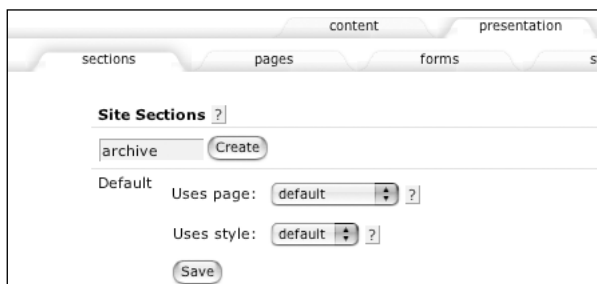 content presentation
sections pages forms s
Site Sections ?
archive Create
Default
Uses page: default ?
Uses style: default ?
Save